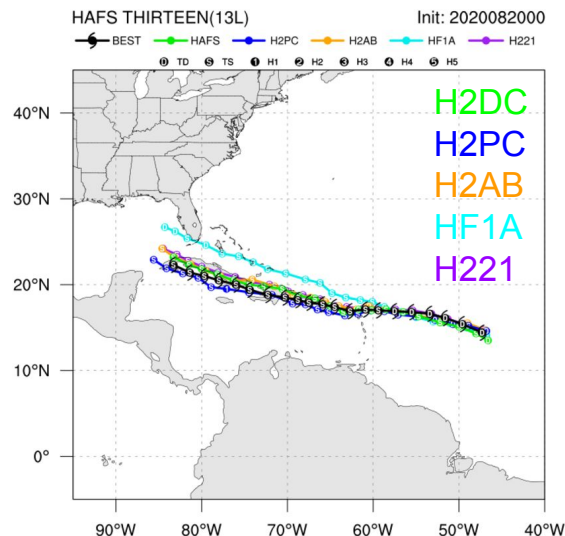 HAFS THIRTEEN(13L) Init: 2020082000
BEST HAFS H2PC H2AB HF1A H221
D TD S TS 1 H1 2 H2 3 H3 4 H4 5 H5
40°N
30°N
20°N
10°N
0°
90°W 80°W 70°W 60°W 50°W 40°W
H2DC
H2PC
H2AB
HF1A
H221